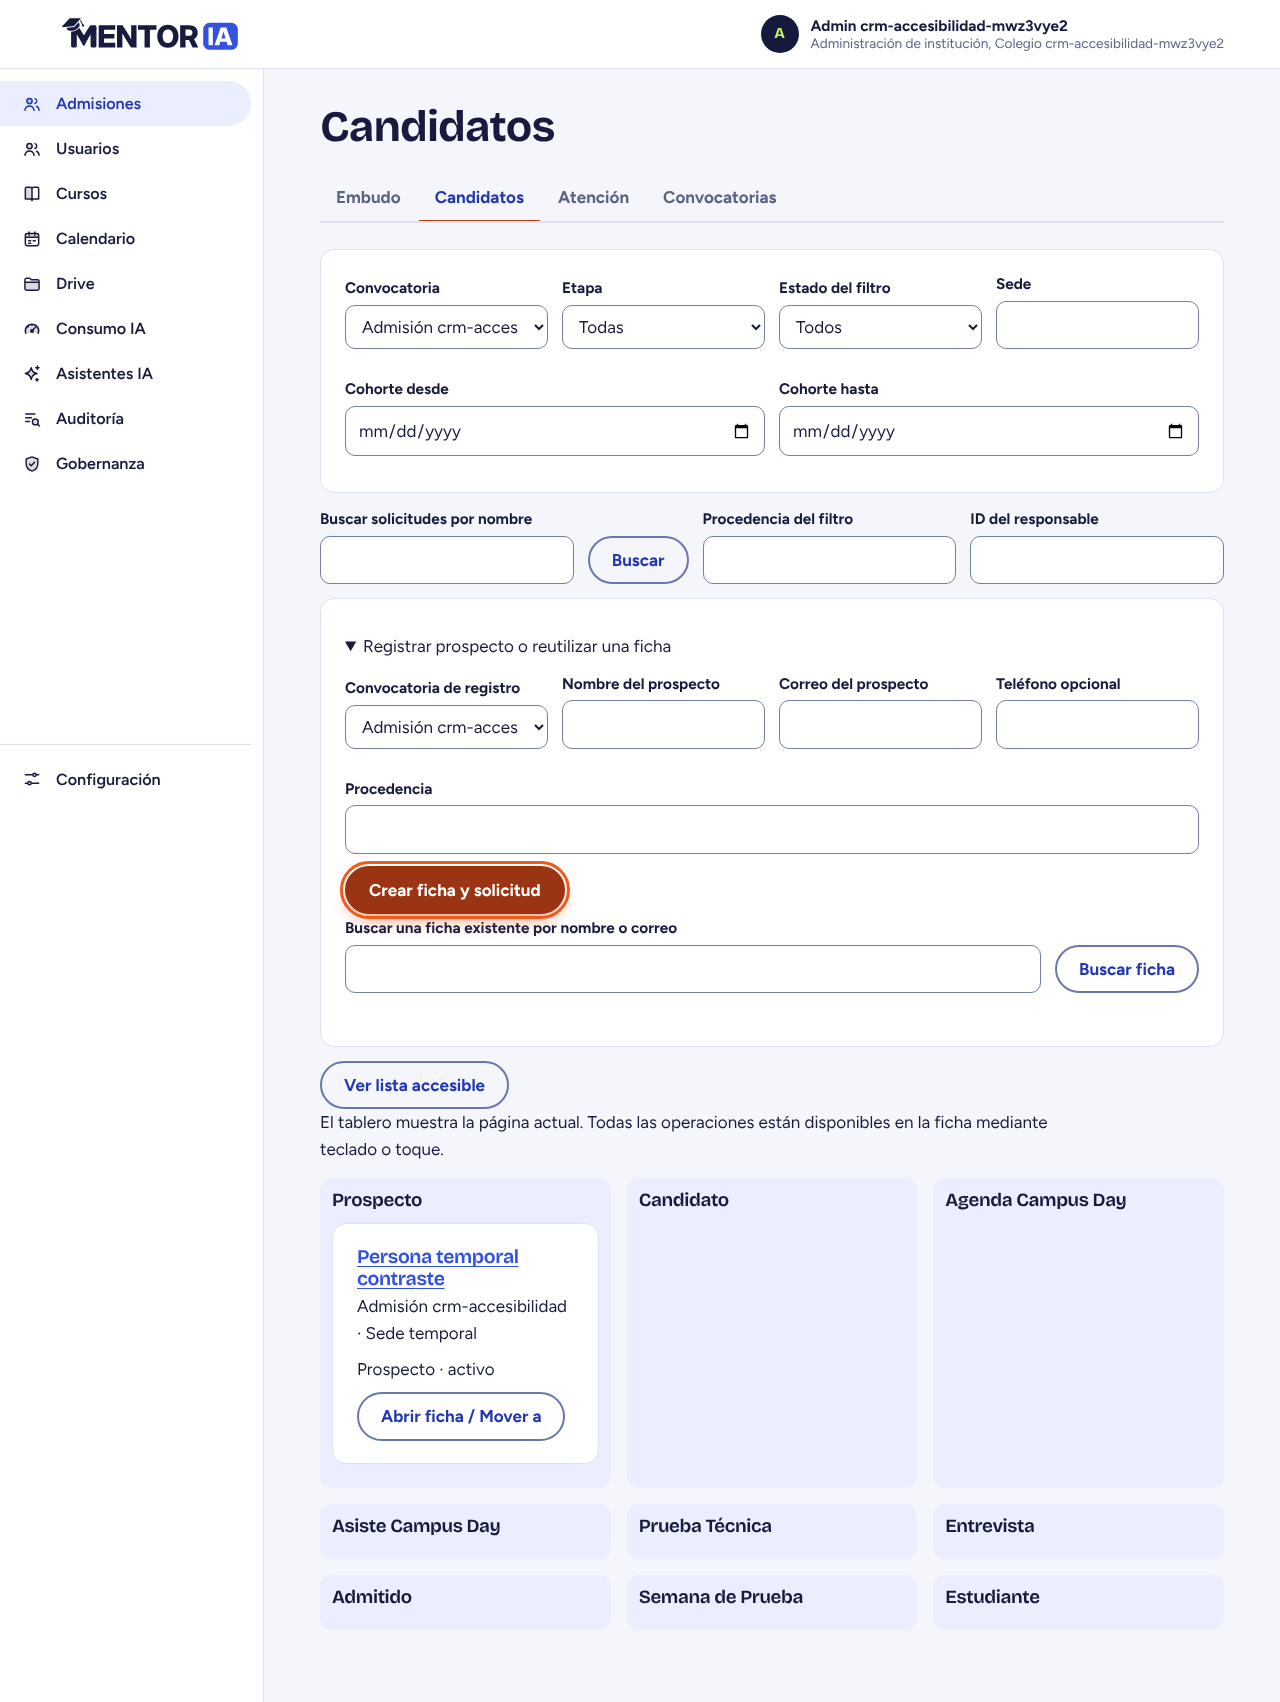 MENTOR IA
A
Admin crm-accesibilidad-mwz3vye2
Administración de institución, Colegio crm-accesibilidad-mwz3vye2
Admisiones
Usuarios
Cursos
Calendario
Drive
Consumo IA
Asistentes IA
Auditoría
Gobernanza
Configuración
Candidatos
Embudo
Candidatos
Atención
Convocatorias
Convocatoria
Etapa
Estado del filtro
Sede
Admisión crm-acces
Todas
Todos
Cohorte desde
Cohorte hasta
mm/dd/yyyy
mm/dd/yyyy
Buscar solicitudes por nombre
Buscar
Procedencia del filtro
ID del responsable
Registrar prospecto o reutilizar una ficha
Convocatoria de registro
Nombre del prospecto
Correo del prospecto
Teléfono opcional
Admisión crm-acces
Procedencia
Crear ficha y solicitud
Buscar una ficha existente por nombre o correo
Buscar ficha
Ver lista accesible
El tablero muestra la página actual. Todas las operaciones están disponibles en la ficha mediante
teclado o toque.
Prospecto
Candidato
Agenda Campus Day
Persona temporal
contraste
Admisión crm-accesibilidad
· Sede temporal
Prospecto · activo
Abrir ficha / Mover a
Asiste Campus Day
Prueba Técnica
Entrevista
Admitido
Semana de Prueba
Estudiante